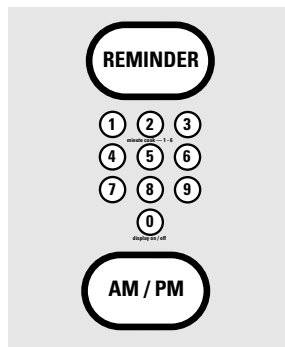 REMINDER
1 2 3
minute cook — 1 - 6
4 5 6
7 8 9
0
display on / off
AM / PM